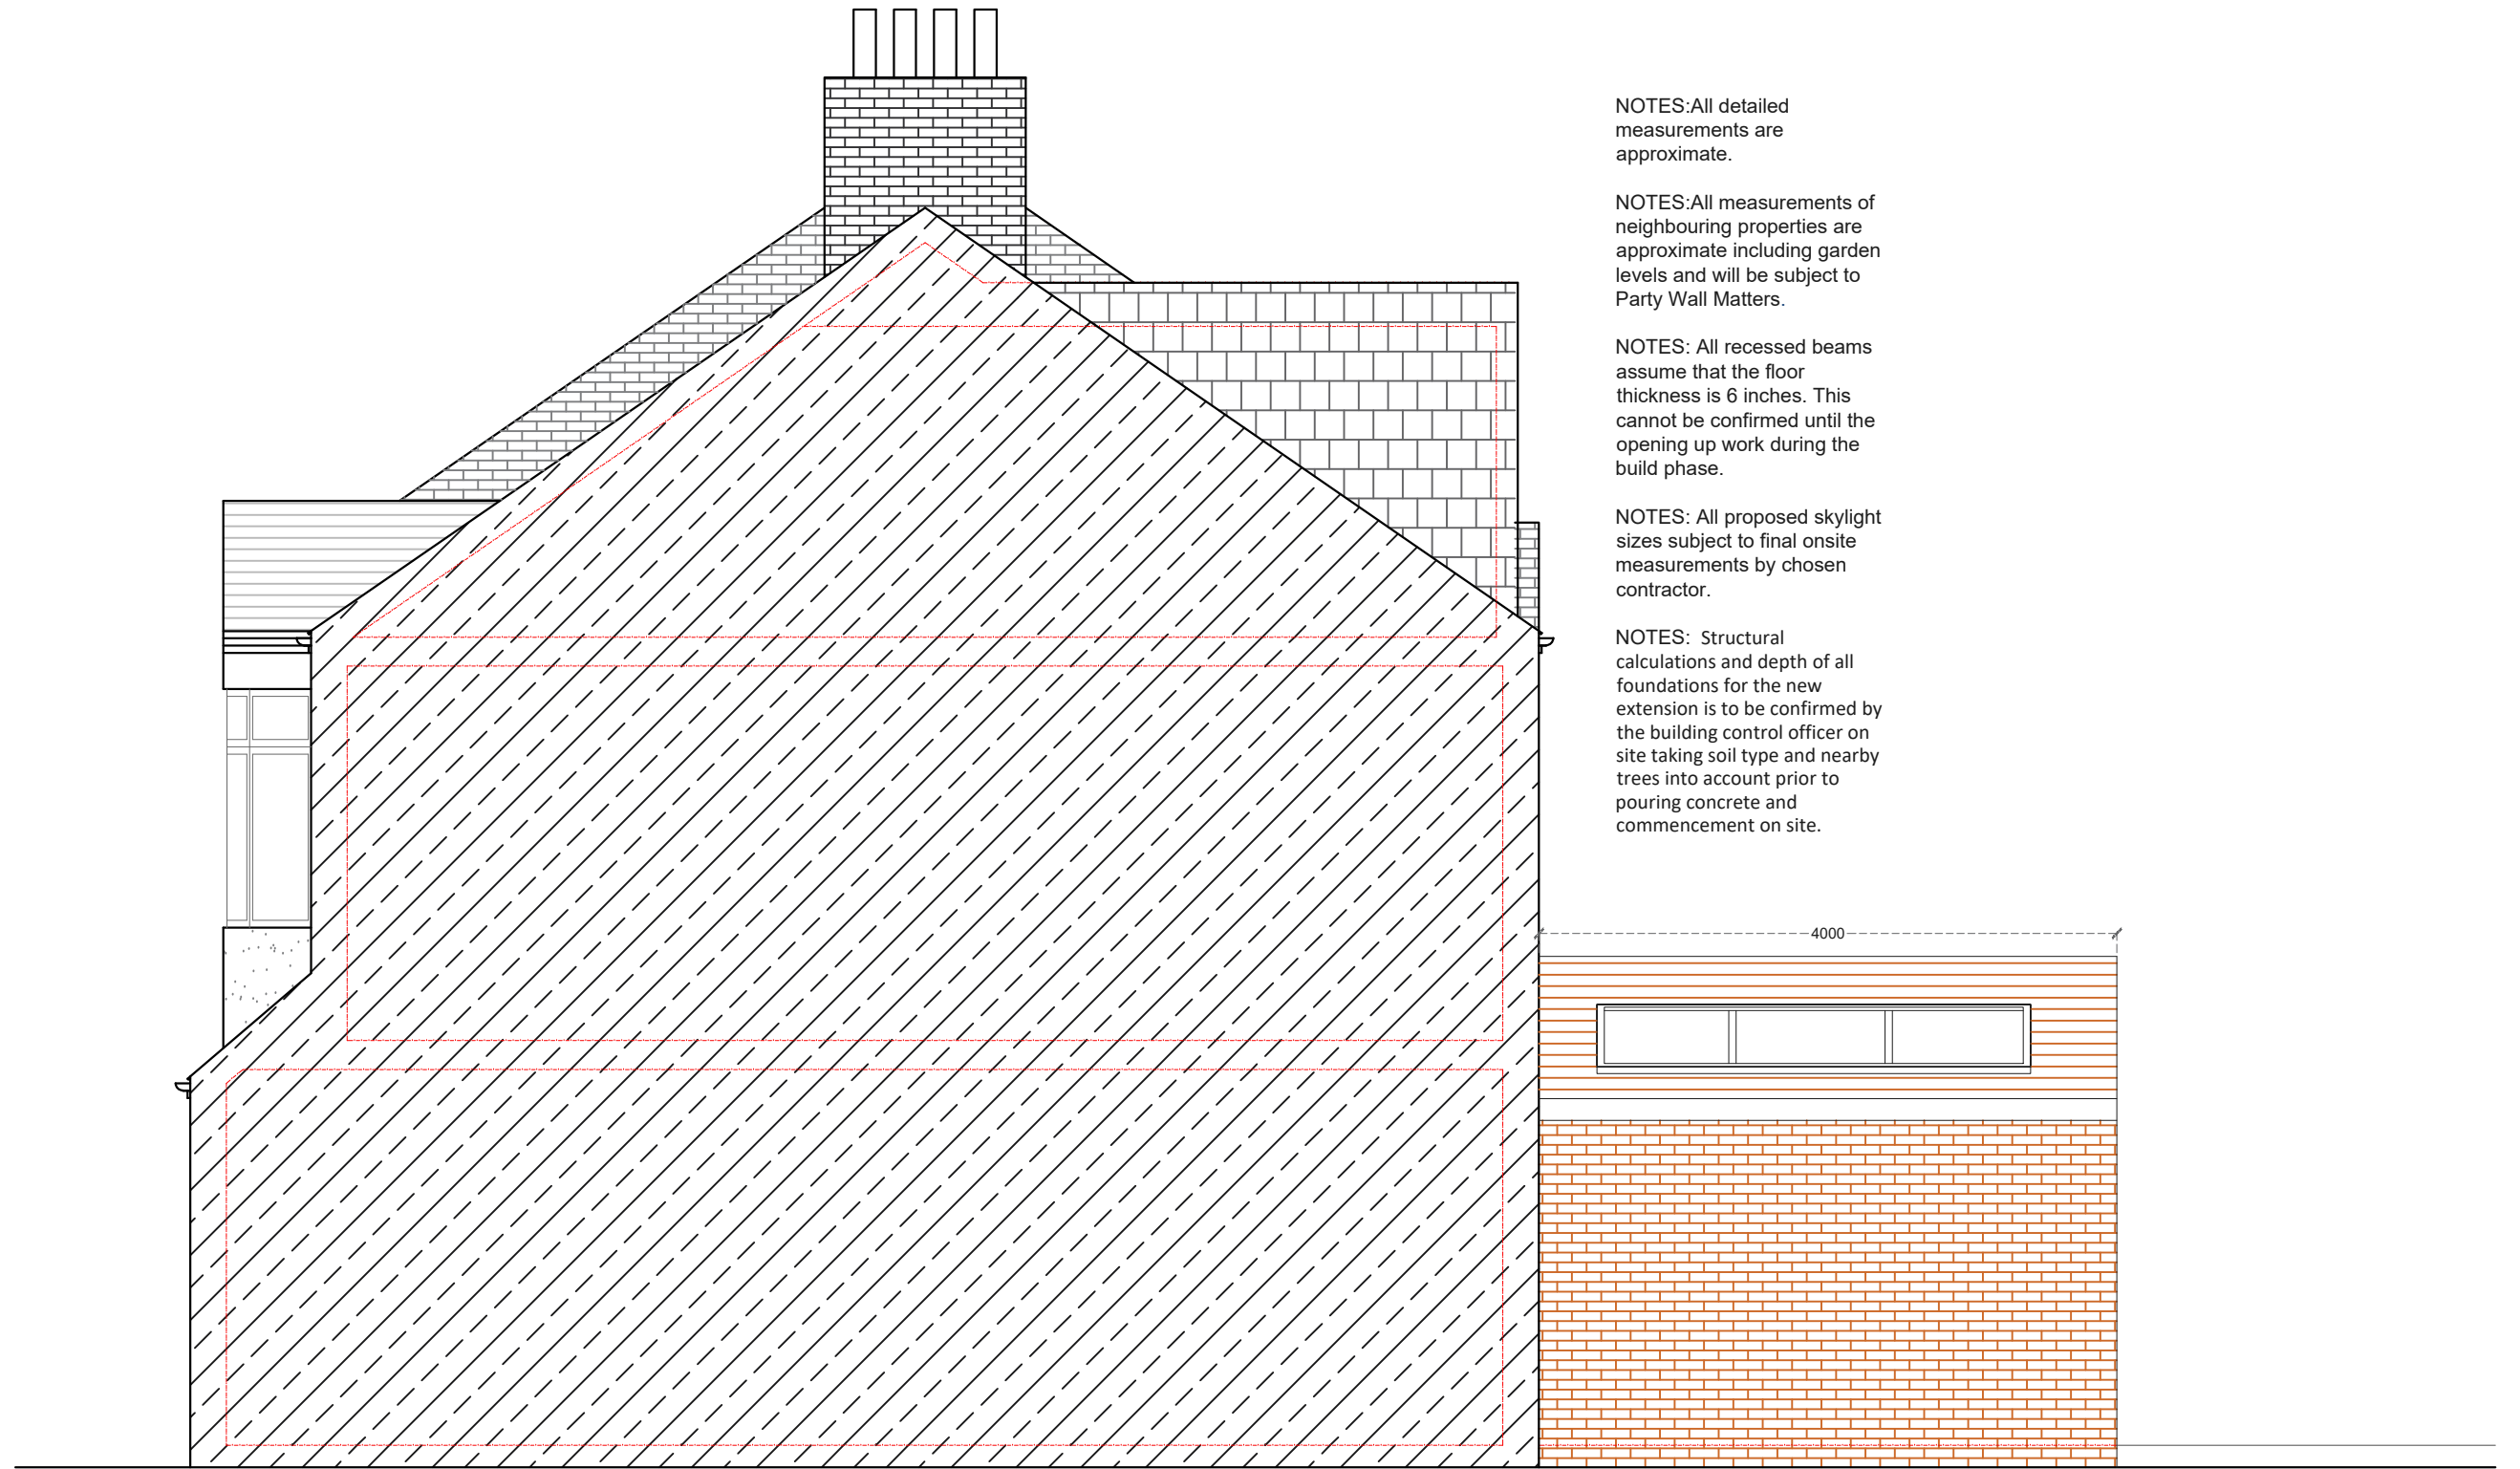 NOTES:All detailed
measurements are
approximate.
NOTES:All measurements of
neighbouring properties are
approximate including garden
levels and will be subject to
Party Wall Matters.
NOTES: All recessed beams
assume that the floor
thickness is 6 inches. This
cannot be confirmed until the
opening up work during the
build phase.
NOTES: All proposed skylight
sizes subject to final onsite
measurements by chosen
contractor.
NOTES: Structural
calculations and depth of all
foundations for the new
extension is to be confirmed by
the building control officer on
site taking soil type and nearby
trees into account prior to
pouring concrete and
commencement on site.
4000